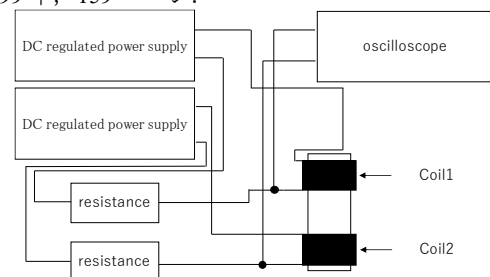 DC regulated power supply
oscilloscope
DC regulated power supply
Coil1
resistance
Coil2
resistance